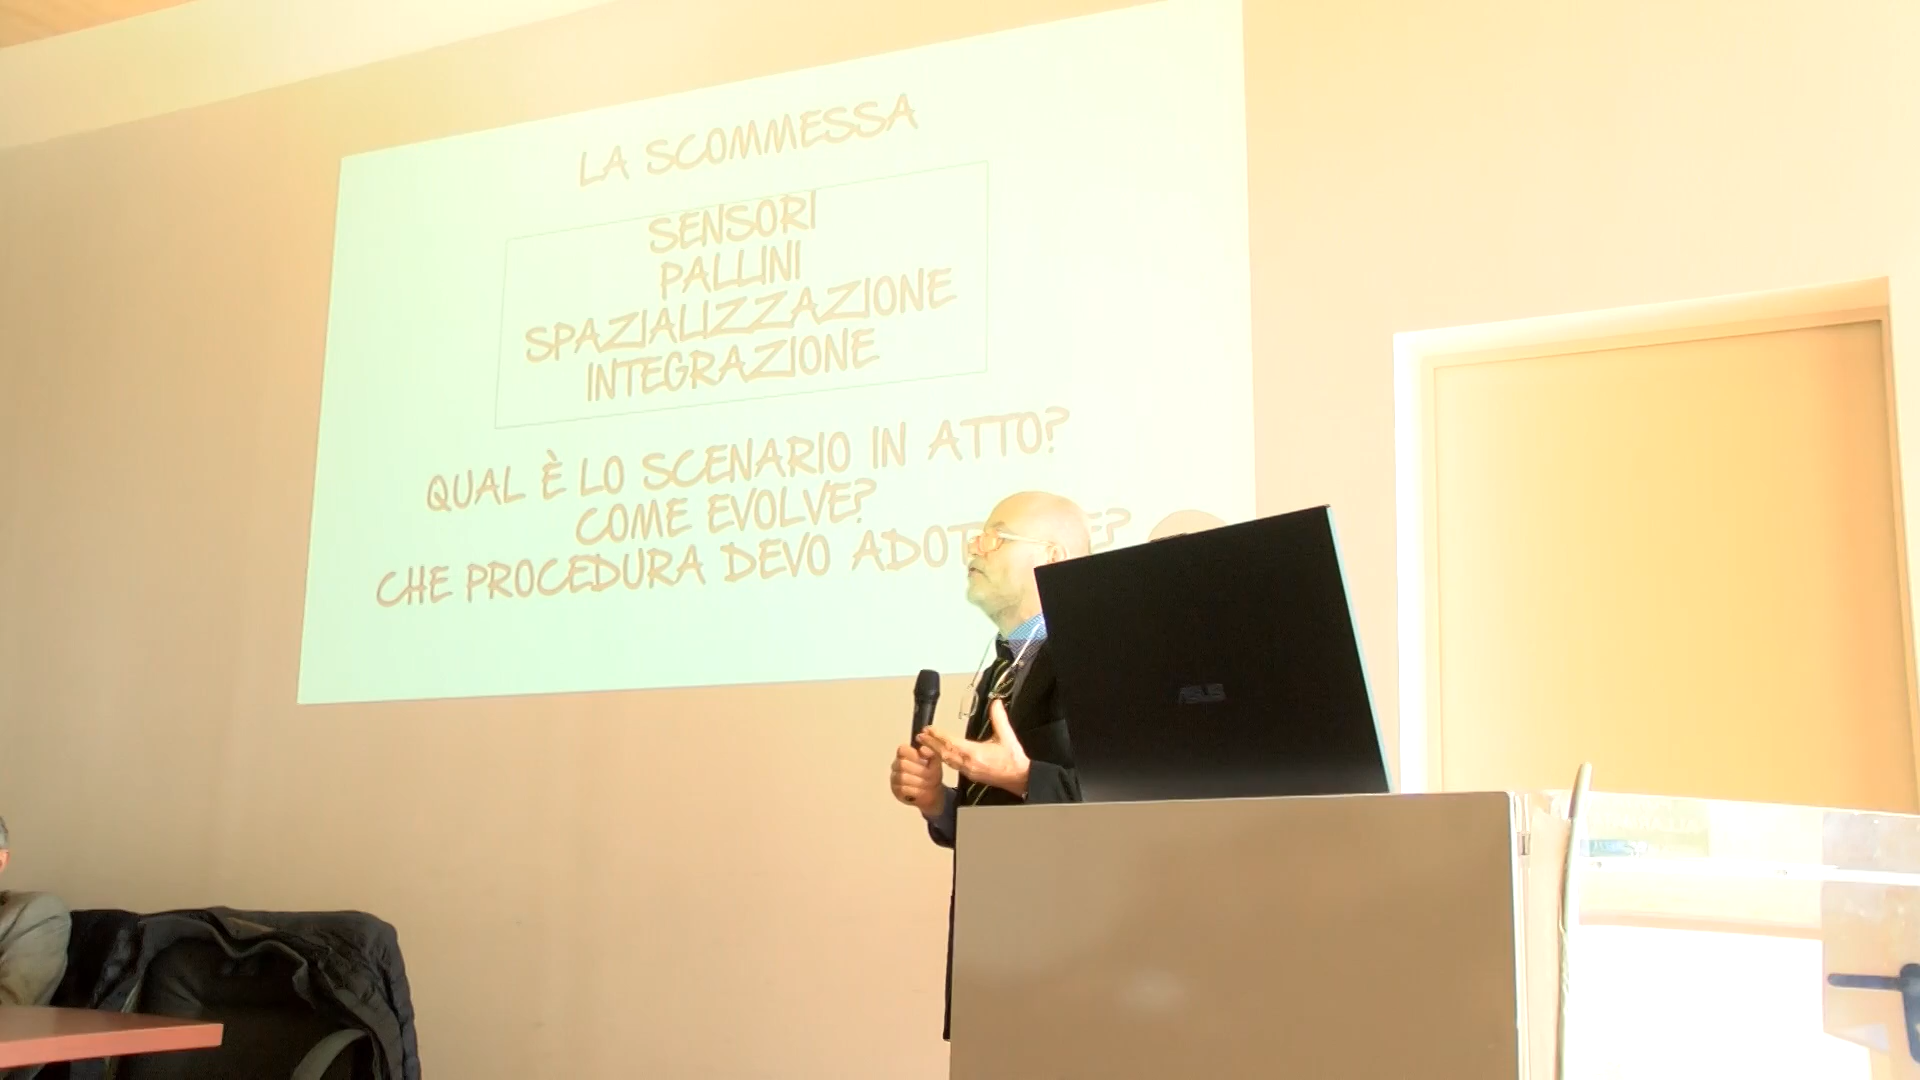 LA SCOMMESSA
SENSORI
PALLINI
SPAZIALIZZAZIONE
INTEGRAZIONE
QUAL È LO SCENARIO IN ATTO?
COME EVOLVE?
CHE PROCEDURA DEVO
ASUS